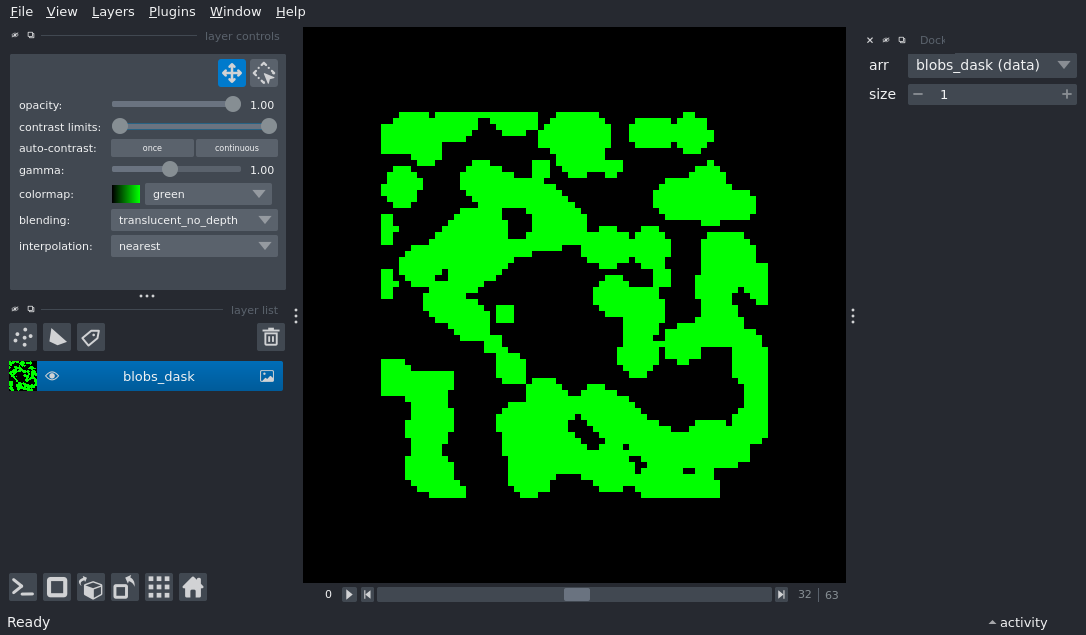 File View Layers Plugins Window Help
layer controls
opacity: 1.00
contrast limits:
auto-contrast: once continuous
gamma: 1.00
colormap: green
blending: translucent_no_depth
interpolation: nearest
layer list
blobs_dask
0 32 63
Ready
Dock
arr blobs_dask (data)
size 1
activity